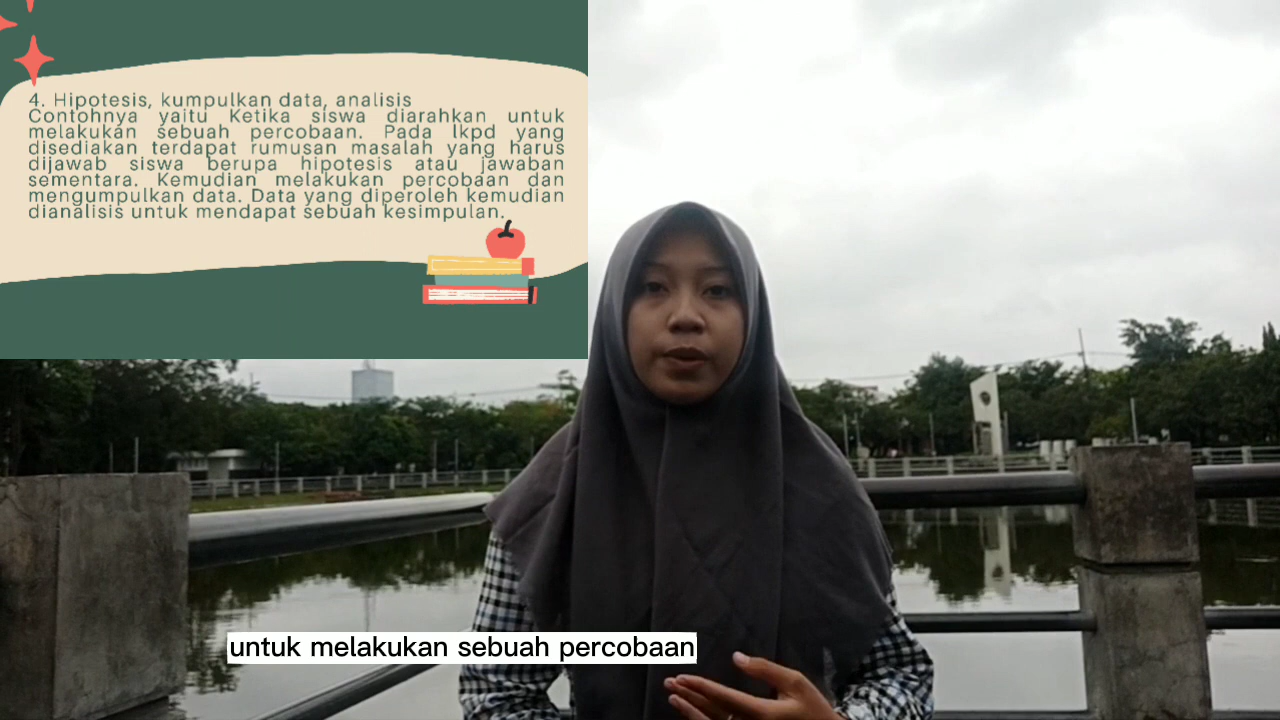 4. Hipotesis, kumpulkan data, analisis
Contohnya yaitu Ketika siswa diarahkan untuk
melakukan sebuah percobaan. Pada lkpd yang
disediakan terdapat rumusan masalah yang harus
dijawab siswa berupa hipotesis atau jawaban
sementara. Kemudian melakukan percobaan dan
mengumpulkan data. Data yang diperoleh kemudian
dianalisis untuk mendapat sebuah kesimpulan.
untuk melakukan sebuah percobaan